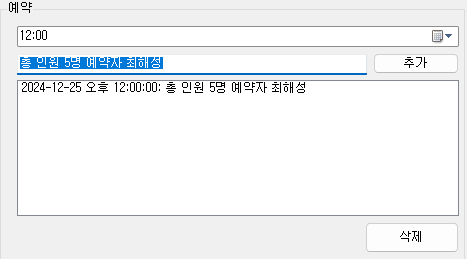 예약
12:00
총 인원 5명 예약자 최해성
추가
2024-12-25 오후 12:00:00: 총 인원 5명 예약자 최해성
삭제